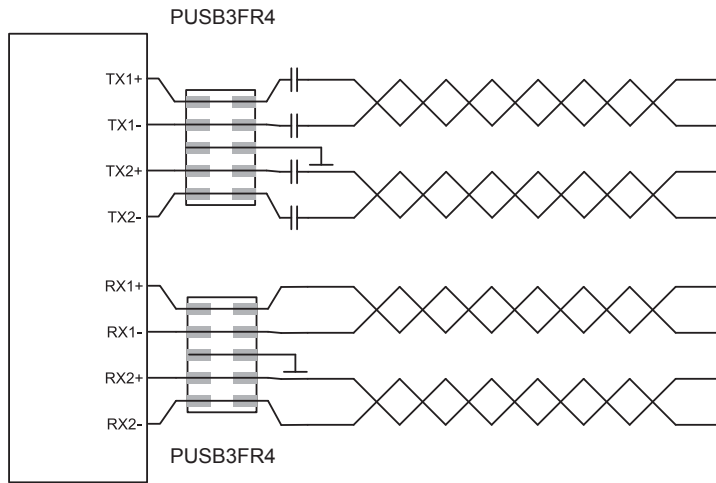 PUSB3FR4
TX1+
TX1-
TX2+
TX2-
RX1+
RX1-
RX2+
RX2-
PUSB3FR4